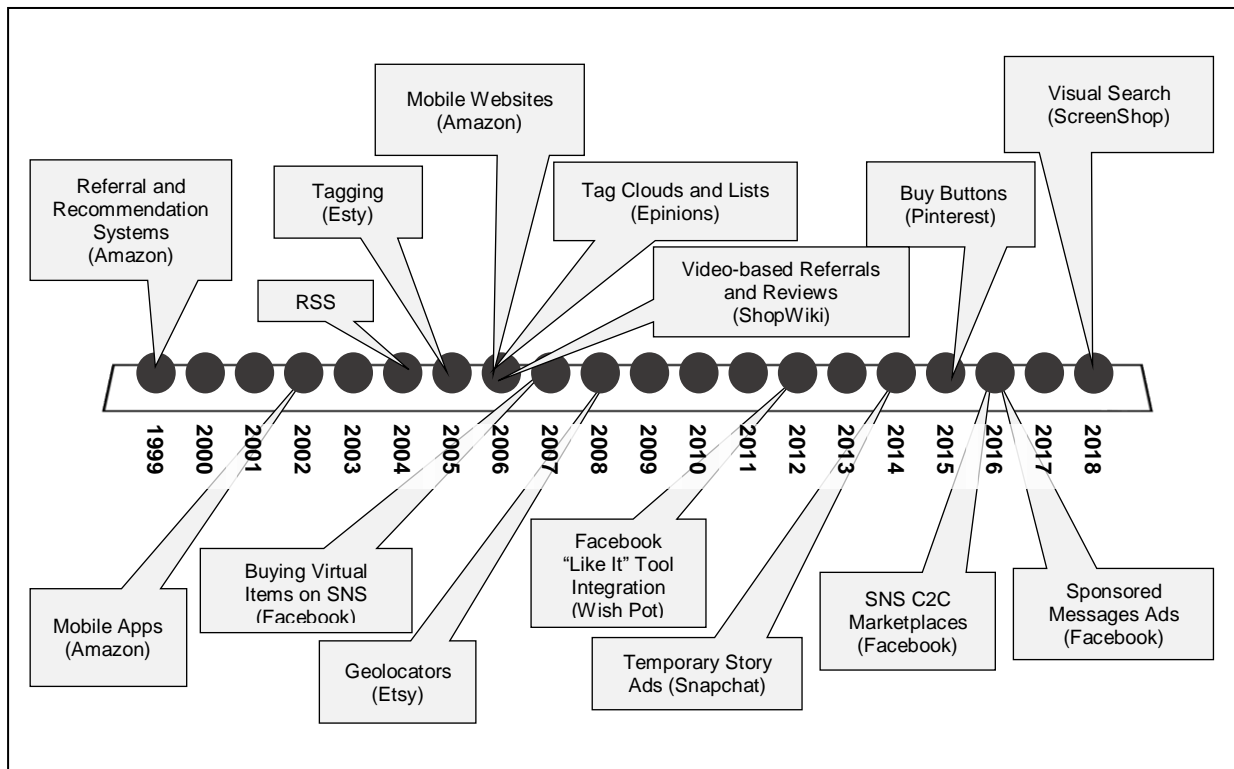 Mobile Websites
(Amazon)
Visual Search
(ScreenShop)
Referral and
Recommendation
Systems
(Amazon)
Tagging
(Esty)
Tag Clouds and Lists
(Epinions)
Buy Buttons
(Pinterest)
RSS
Video-based Referrals
and Reviews
(ShopWiki)
1999
2000
2001
2002
2003
2004
2005
2006
2007
2008
2009
2010
2011
2012
2013
2014
2015
2016
2017
2018
Mobile Apps
(Amazon)
Buying Virtual
Items on SNS
(Facebook)
Geolocators
(Etsy)
Facebook
“Like It” Tool
Integration
(Wish Pot)
Temporary Story
Ads (Snapchat)
SNS C2C
Marketplaces
(Facebook)
Sponsored
Messages Ads
(Facebook)